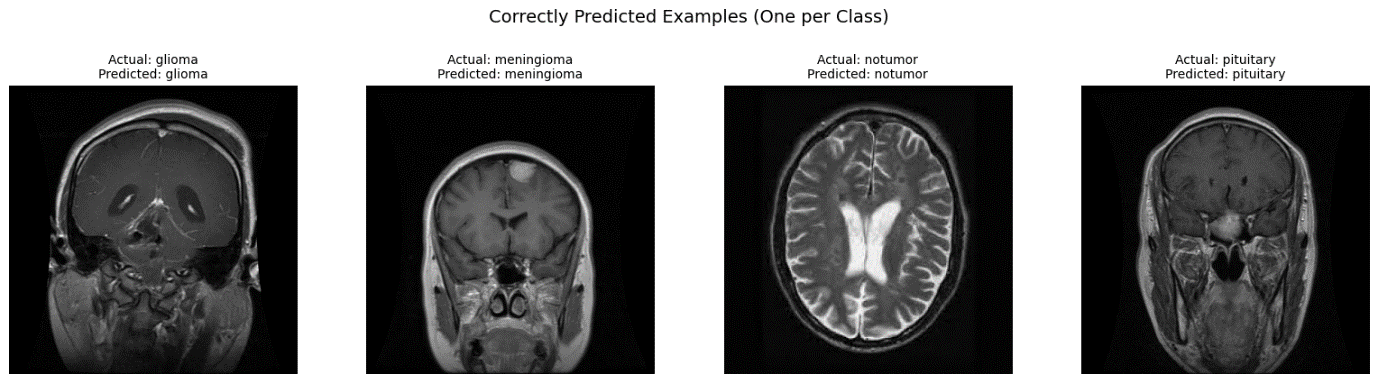 Correctly Predicted Examples (One per Class)
Actual: glioma
Predicted: glioma
Actual: meningioma
Predicted: meningioma
Actual: notumor
Predicted: notumor
Actual: pituitary
Predicted: pituitary